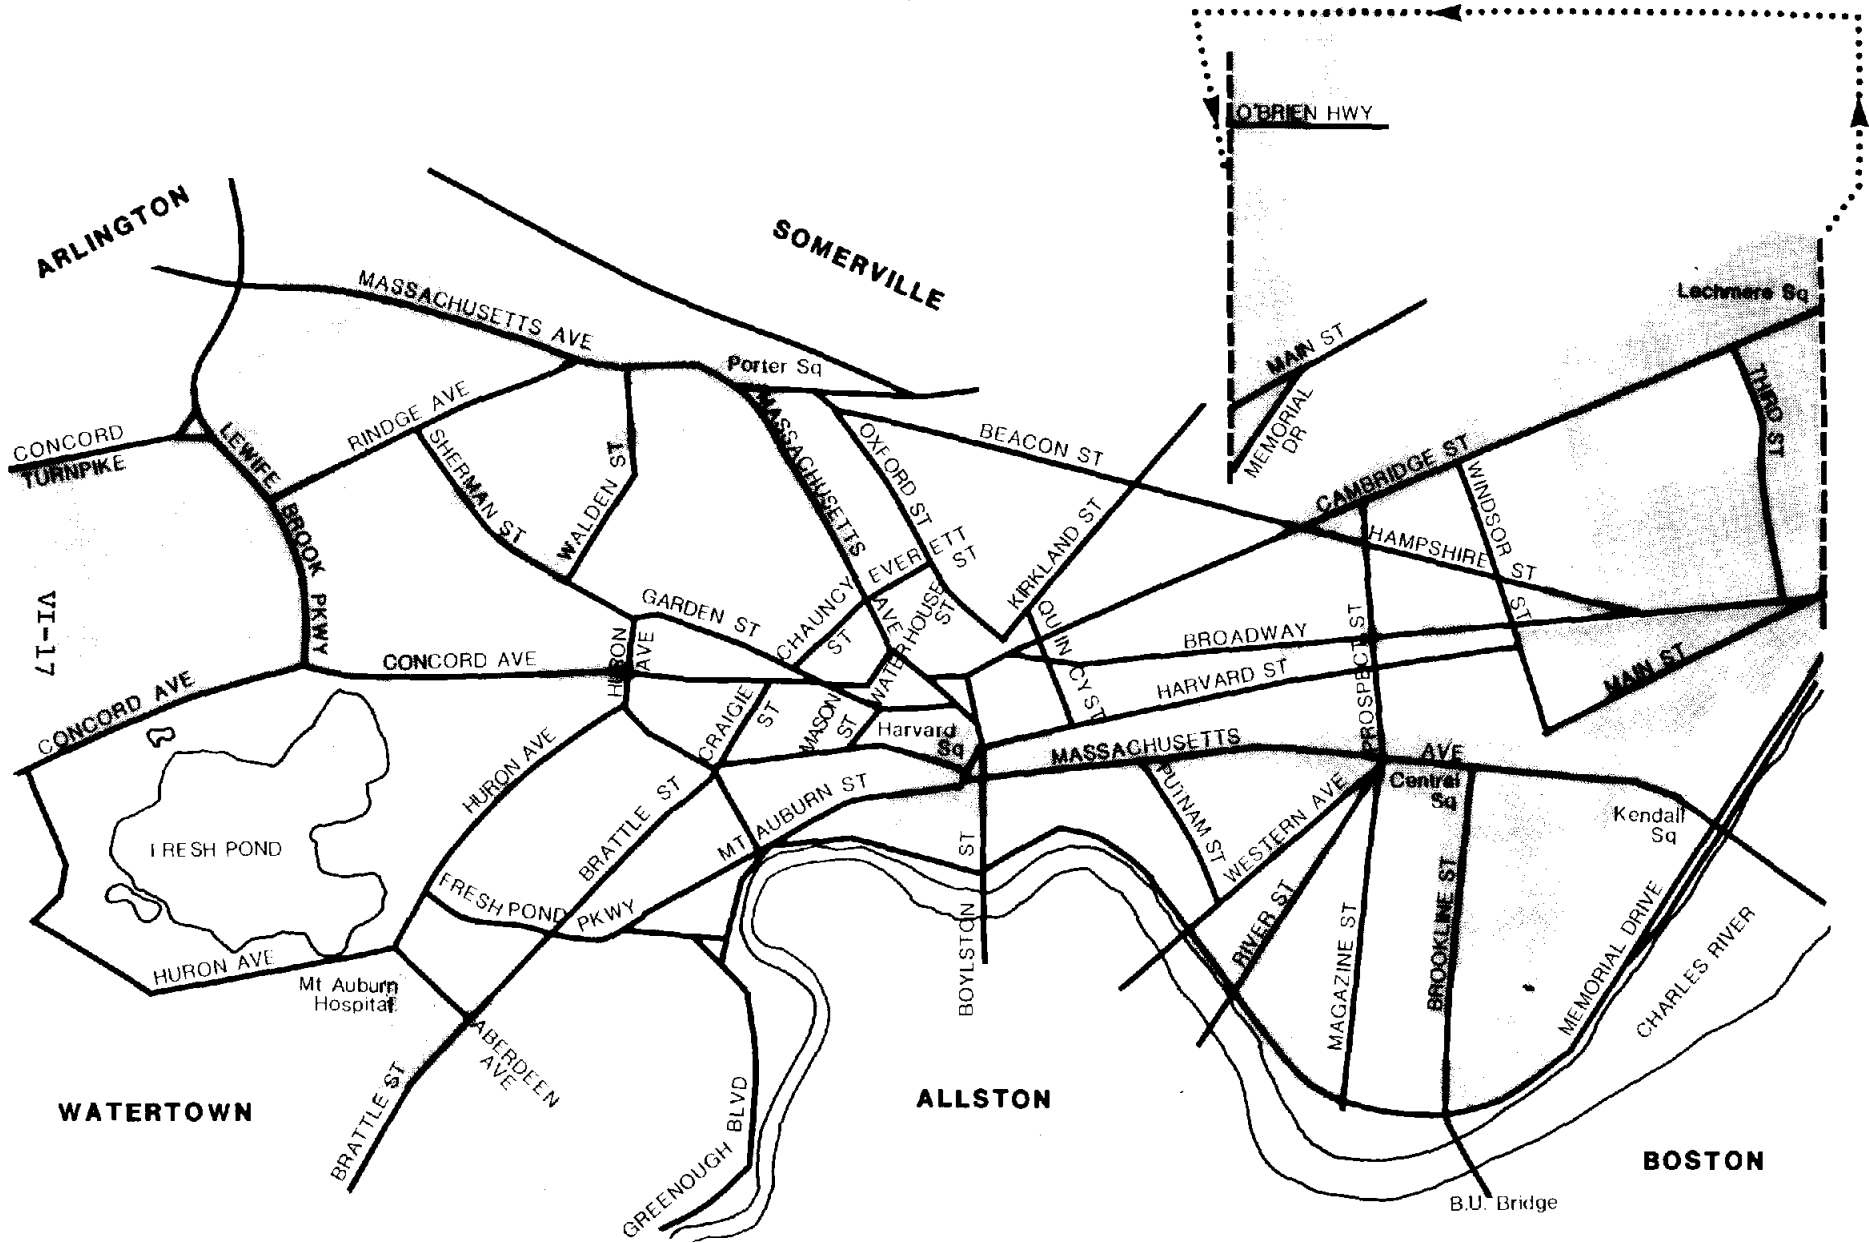 O'BRIEN HWY
ARLINGTON
SOMERVILLE
Lechmere Sq
MASSACHUSETTS AVE
MAIN ST
MEMORIAL
DR
Porter Sq
THIRD ST
RINDGE AVE
CONCORD
TURNPIKE
LEWIFE BROOK PKWY
SHERMAN ST
WALDEN ST
MASSACHUSETTS AVE
OXFORD ST
BEACON ST
CAMBRIDGE ST
WINDSOR ST
HAMPSHIRE ST
EVERETT
ST
KIRKLAND ST
CHAUNCY
ST
WATERHOUSE
ST
VI-17
GARDEN ST
QUINCY ST
BROADWAY
PROSPECT ST
HURON
AVE
CONCORD AVE
CONCORD AVE
HARVARD ST
MAIN ST
CRAIGIE
ST
MASON
ST
Harvard
Sq
MASSACHUSETTS AVE
Central
Sq
HURON AVE
BRATTLE ST
MT AUBURN ST
PUTNAM ST
WESTERN AVE
Kendall
Sq
FRESH POND
FRESH POND PKWY
BOYLSTON ST
RIVER ST
MAGAZINE ST
BROOKLINE ST
MEMORIAL DRIVE
CHARLES RIVER
HURON AVE
Mt Auburn
Hospital
ABERDEEN
AVE
BRATTLE ST
GREENOUGH BLVD
WATERTOWN
ALLSTON
BOSTON
B.U. Bridge